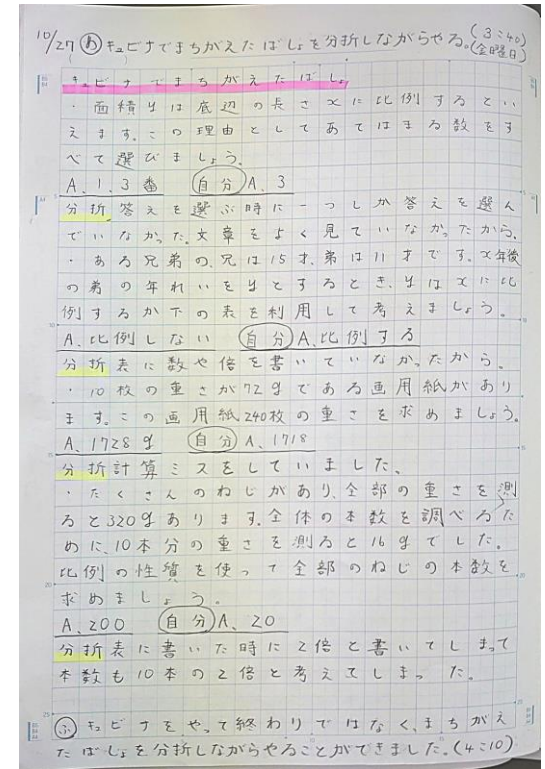 10/27 め キュビナでまちがえたばしょを分折しながらやる。(3:40)(金曜日)
キュビナでまちがえたばしょ
・面積yは底辺の長さxに比例するとい
えます。この理由としてあてはまる数をす
べて選びましょう。
A、1、3番 自分 A、3
分折 答えを選ぶ時に一つしか答えを選ん
でいなかった。文章をよく見ていなかったから。
・ある兄弟の、兄は15才、弟は11才です。x年後
の弟の年れいをyとするとき、yはxに比
例するか下の表を利用して考えましょう。
A、比例しない 自分 A、比例する
分折 表に数や倍を書いていなかったから。
・10枚の重さが72gである画用紙があり
ます。この画用紙240枚の重さを求めましょう。
A、1728g 自分 A、1718
分折 計算ミスをしていました、
・たくさんのねじがあり、全部の重さを測
ると320gあります。全体の本数を調べるた
めに、10本分の重さを測ると16gでした。
比例の性質を使って全部のねじの本数を
求めましょう。
A、200 自分 A、20
分折 表に書いた時に2倍と書いてしまって
本数も10本の2倍と考えてしまった。
ふ キュビナをやって終わりではなく、まちがえ
たばしょを分折しながらやることができました。(4:10)